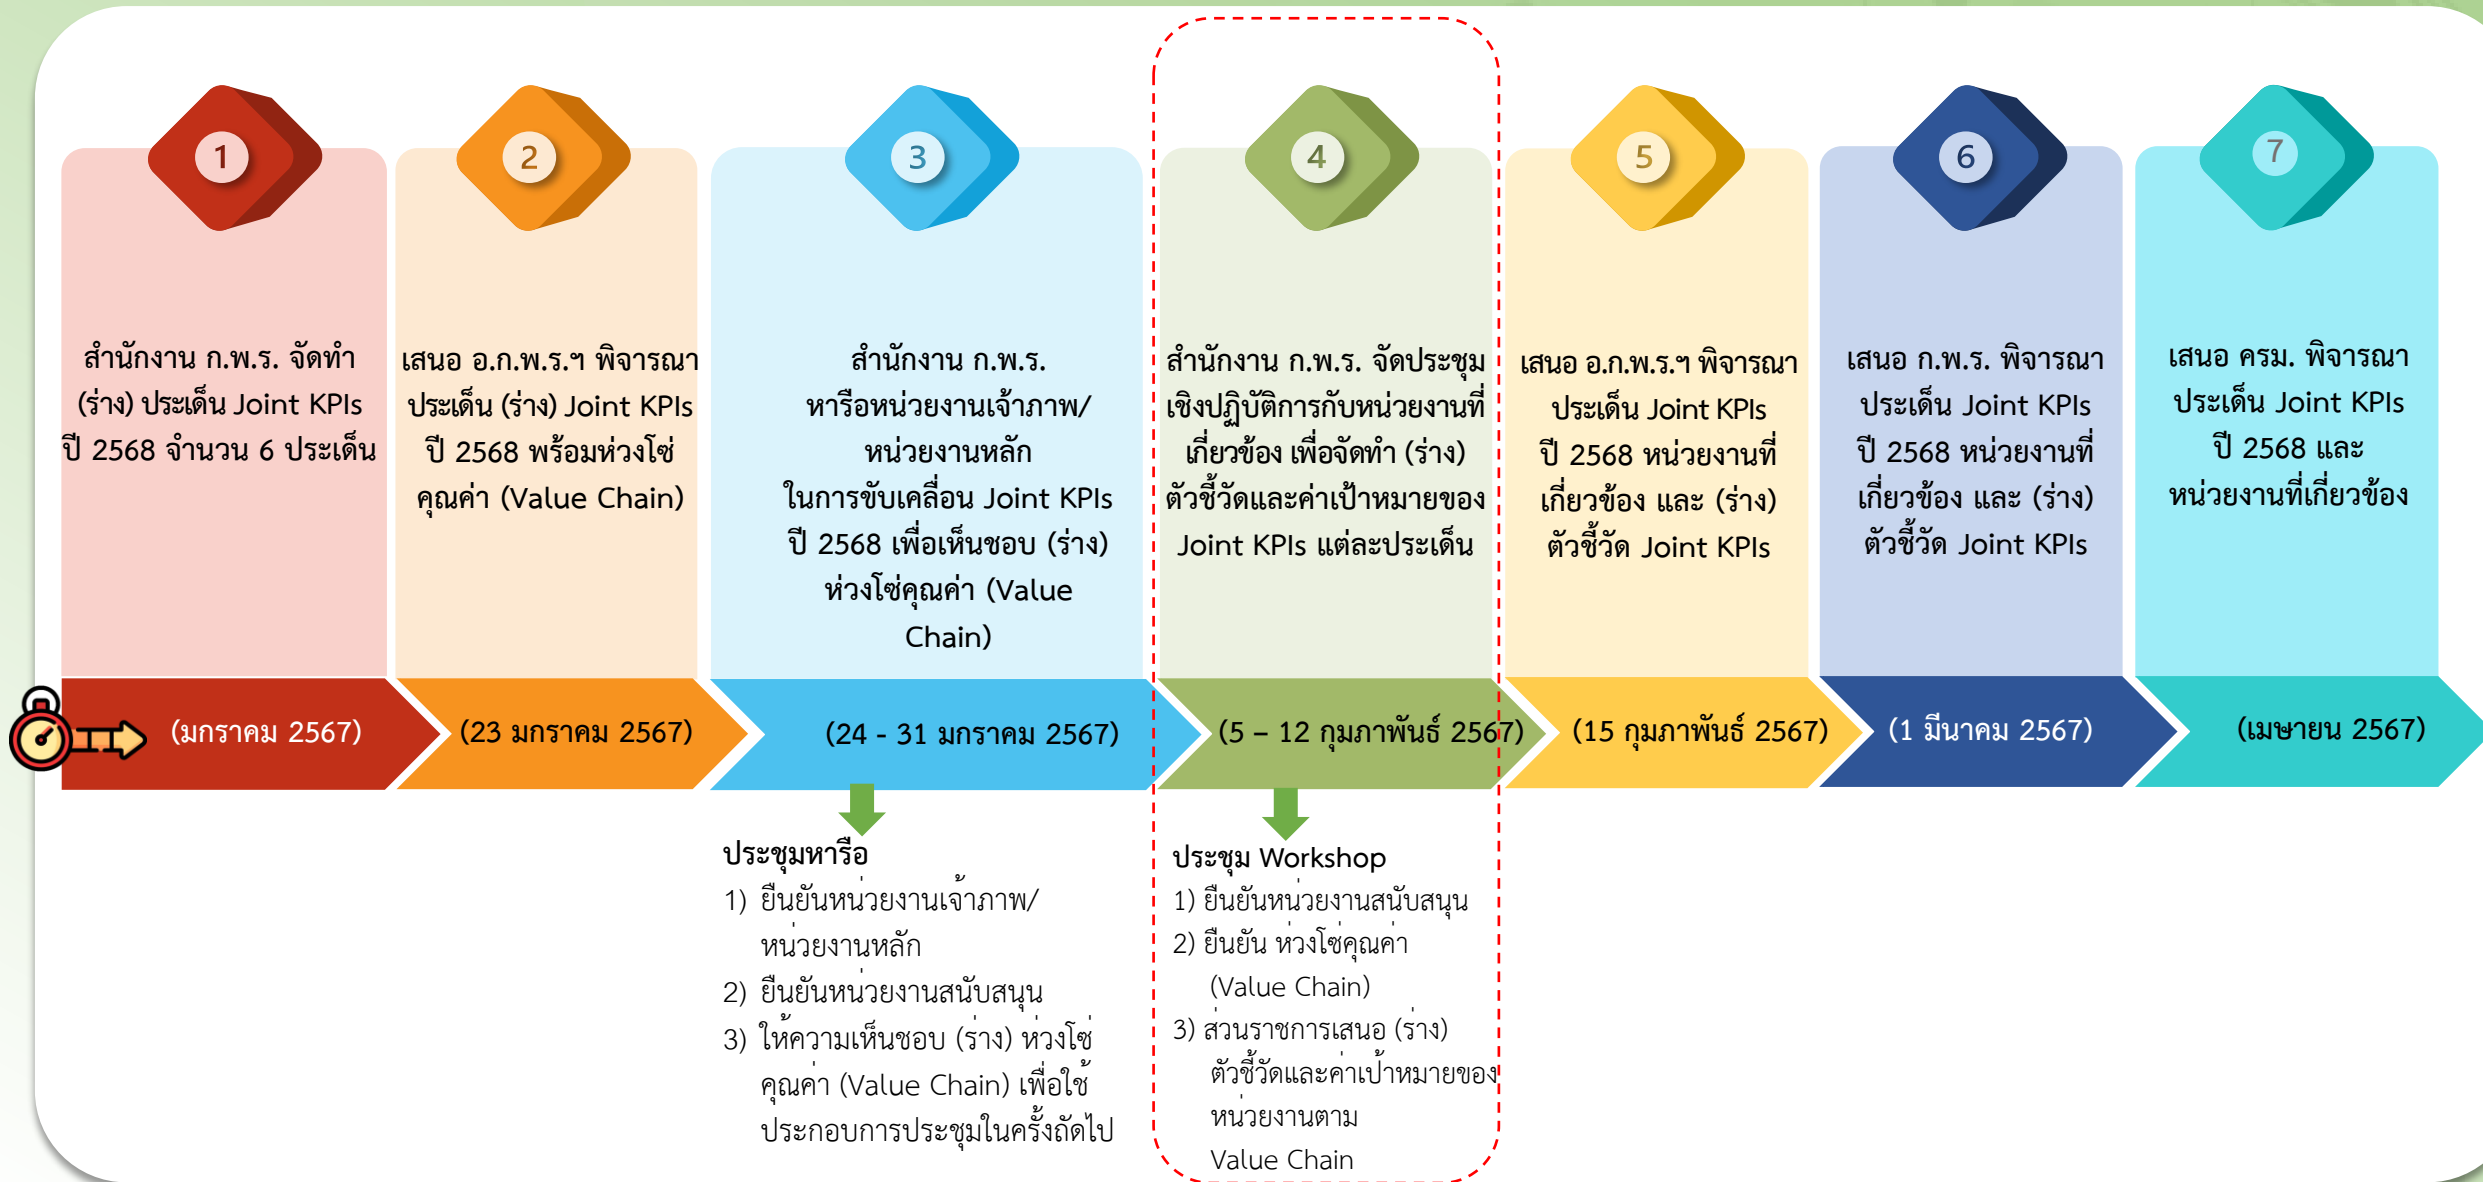 1
สำนักงาน ก.พ.ร. จัดทำ
(ร่าง) ประเด็น Joint KPIs
ปี 2568 จำนวน 6 ประเด็น
(มกราคม 2567)
2
เสนอ อ.ก.พ.ร.ฯ พิจารณา
ประเด็น (ร่าง) Joint KPIs
ปี 2568 พร้อมห่วงโซ่
คุณค่า (Value Chain)
(23 มกราคม 2567)
3
สำนักงาน ก.พ.ร.
หารือหน่วยงานเจ้าภาพ/
หน่วยงานหลัก
ในการขับเคลื่อน Joint KPIs
ปี 2568 เพื่อเห็นชอบ (ร่าง)
ห่วงโซ่คุณค่า (Value
Chain)
(24 - 31 มกราคม 2567)
ประชุมหารือ
1) ยืนยันหน่วยงานเจ้าภาพ/
หน่วยงานหลัก
2) ยืนยันหน่วยงานสนับสนุน
3) ให้ความเห็นชอบ (ร่าง) ห่วงโซ่
คุณค่า (Value Chain) เพื่อใช้
ประกอบการประชุมในครั้งถัดไป
4
สำนักงาน ก.พ.ร. จัดประชุม
เชิงปฏิบัติการกับหน่วยงานที่
เกี่ยวข้อง เพื่อจัดทำ (ร่าง)
ตัวชี้วัดและค่าเป้าหมายของ
Joint KPIs แต่ละประเด็น
(5 – 12 กุมภาพันธ์ 2567)
ประชุม Workshop
1) ยืนยันหน่วยงานสนับสนุน
2) ยืนยัน ห่วงโซ่คุณค่า
(Value Chain)
3) ส่วนราชการเสนอ (ร่าง)
ตัวชี้วัดและค่าเป้าหมายของ
หน่วยงานตาม
Value Chain
5
เสนอ อ.ก.พ.ร.ฯ พิจารณา
ประเด็น Joint KPIs
ปี 2568 หน่วยงานที่
เกี่ยวข้อง และ (ร่าง)
ตัวชี้วัด Joint KPIs
(15 กุมภาพันธ์ 2567)
6
เสนอ ก.พ.ร. พิจารณา
ประเด็น Joint KPIs
ปี 2568 หน่วยงานที่
เกี่ยวข้อง และ (ร่าง)
ตัวชี้วัด Joint KPIs
(1 มีนาคม 2567)
7
เสนอ ครม. พิจารณา
ประเด็น Joint KPIs
ปี 2568 และ
หน่วยงานที่เกี่ยวข้อง
(เมษายน 2567)